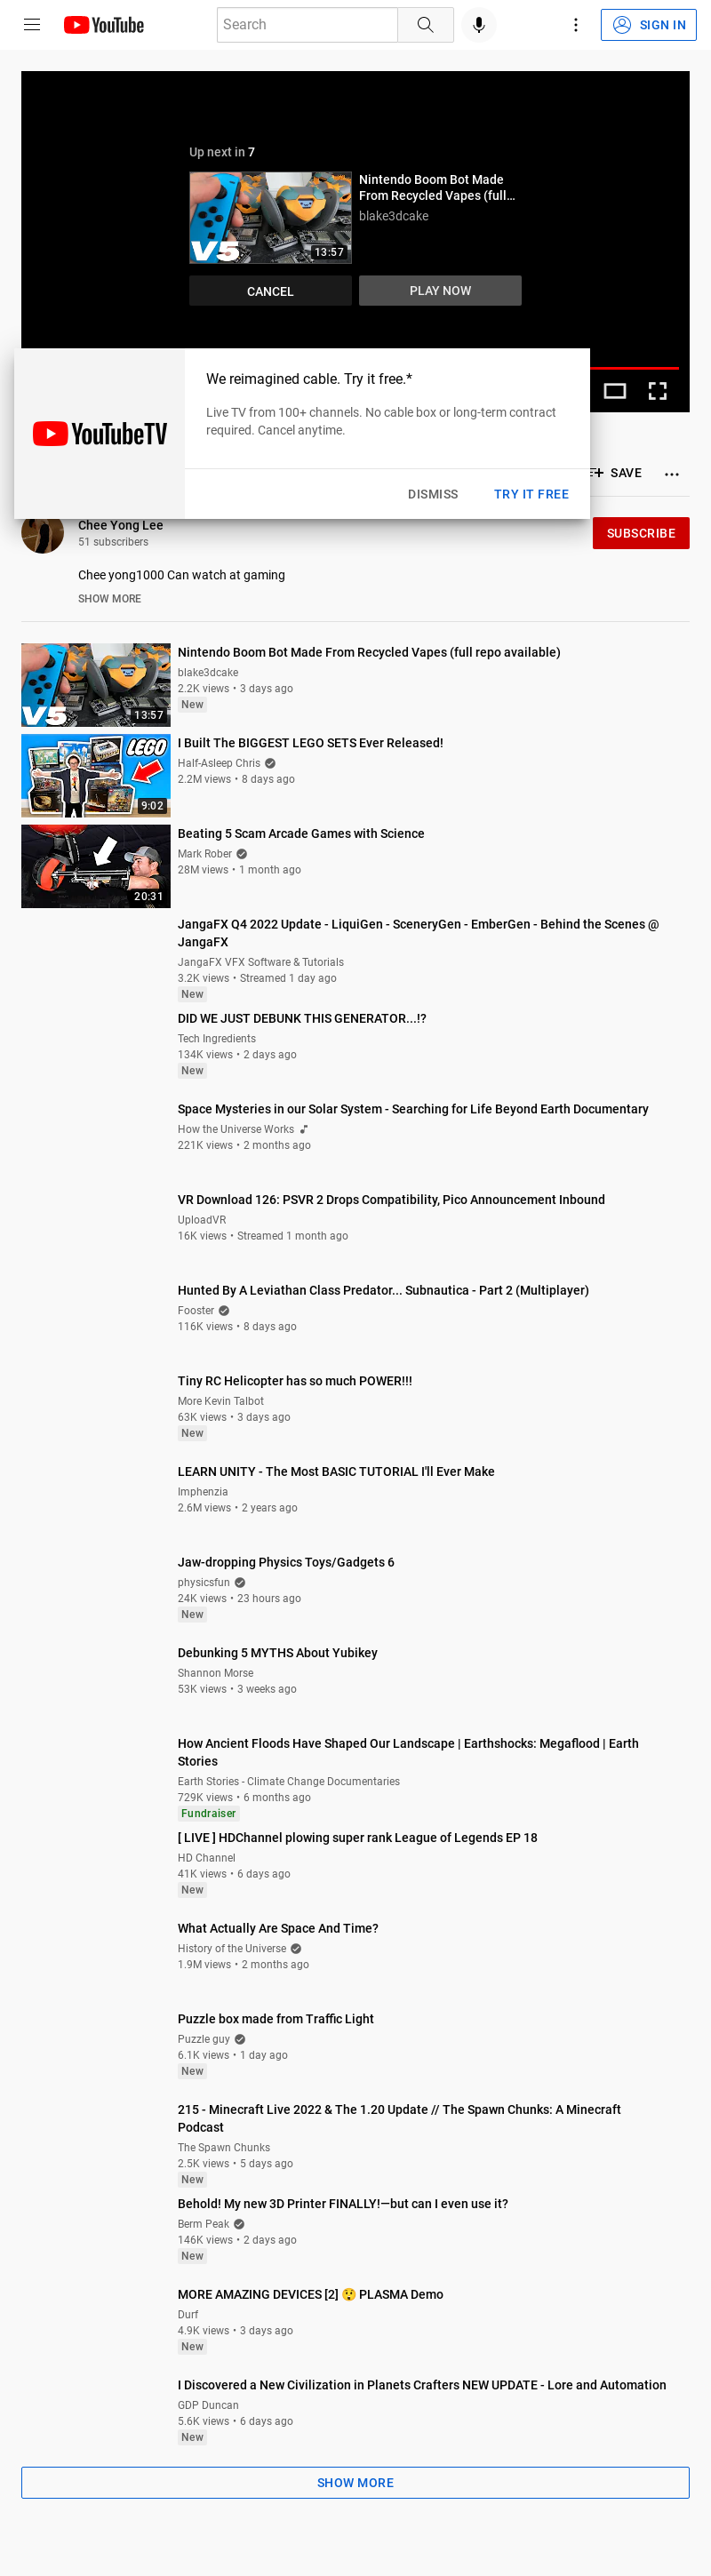 YouTube
Search
SIGN IN
Up next in 7
Nintendo Boom Bot Made
From Recycled Vapes (full...
blake3dcake
V5
13:57
CANCEL
PLAY NOW
We reimagined cable. Try it free.*
Live TV from 100+ channels. No cable box or long-term contract
required. Cancel anytime.
YouTubeTV
DISMISS
TRY IT FREE
SAVE
Chee Yong Lee
51 subscribers
SUBSCRIBE
Chee yong1000 Can watch at gaming
SHOW MORE
Nintendo Boom Bot Made From Recycled Vapes (full repo available)
blake3dcake
2.2K views • 3 days ago
New
V5
13:57
I Built The BIGGEST LEGO SETS Ever Released!
Half-Asleep Chris
2.2M views • 8 days ago
LEGO
9:02
Beating 5 Scam Arcade Games with Science
Mark Rober
28M views • 1 month ago
20:31
JangaFX Q4 2022 Update - LiquiGen - SceneryGen - EmberGen - Behind the Scenes @
JangaFX
JangaFX VFX Software & Tutorials
3.2K views • Streamed 1 day ago
New
DID WE JUST DEBUNK THIS GENERATOR...!?
Tech Ingredients
134K views • 2 days ago
New
Space Mysteries in our Solar System - Searching for Life Beyond Earth Documentary
How the Universe Works
221K views • 2 months ago
VR Download 126: PSVR 2 Drops Compatibility, Pico Announcement Inbound
UploadVR
16K views • Streamed 1 month ago
Hunted By A Leviathan Class Predator... Subnautica - Part 2 (Multiplayer)
Fooster
116K views • 8 days ago
Tiny RC Helicopter has so much POWER!!!
More Kevin Talbot
63K views • 3 days ago
New
LEARN UNITY - The Most BASIC TUTORIAL I'll Ever Make
Imphenzia
2.6M views • 2 years ago
Jaw-dropping Physics Toys/Gadgets 6
physicsfun
24K views • 23 hours ago
New
Debunking 5 MYTHS About Yubikey
Shannon Morse
53K views • 3 weeks ago
How Ancient Floods Have Shaped Our Landscape | Earthshocks: Megaflood | Earth
Stories
Earth Stories - Climate Change Documentaries
729K views • 6 months ago
Fundraiser
[ LIVE ] HDChannel plowing super rank League of Legends EP 18
HD Channel
41K views • 6 days ago
New
What Actually Are Space And Time?
History of the Universe
1.9M views • 2 months ago
Puzzle box made from Traffic Light
Puzzle guy
6.1K views • 1 day ago
New
215 - Minecraft Live 2022 & The 1.20 Update // The Spawn Chunks: A Minecraft
Podcast
The Spawn Chunks
2.5K views • 5 days ago
New
Behold! My new 3D Printer FINALLY!—but can I even use it?
Berm Peak
146K views • 2 days ago
New
MORE AMAZING DEVICES [2] 😲 PLASMA Demo
Durf
4.9K views • 3 days ago
New
I Discovered a New Civilization in Planets Crafters NEW UPDATE - Lore and Automation
GDP Duncan
5.6K views • 6 days ago
New
SHOW MORE